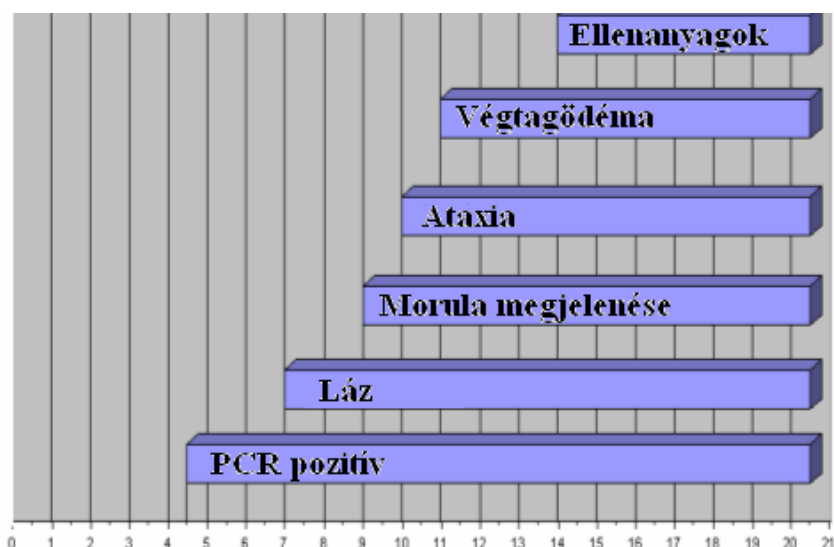 Ellenanyagok
Végtagödéma
Ataxia
Morula megjelenése
Láz
PCR pozitív
0 1 2 3 4 5 6 7 8 9 10 11 12 13 14 15 16 17 18 19 20 21